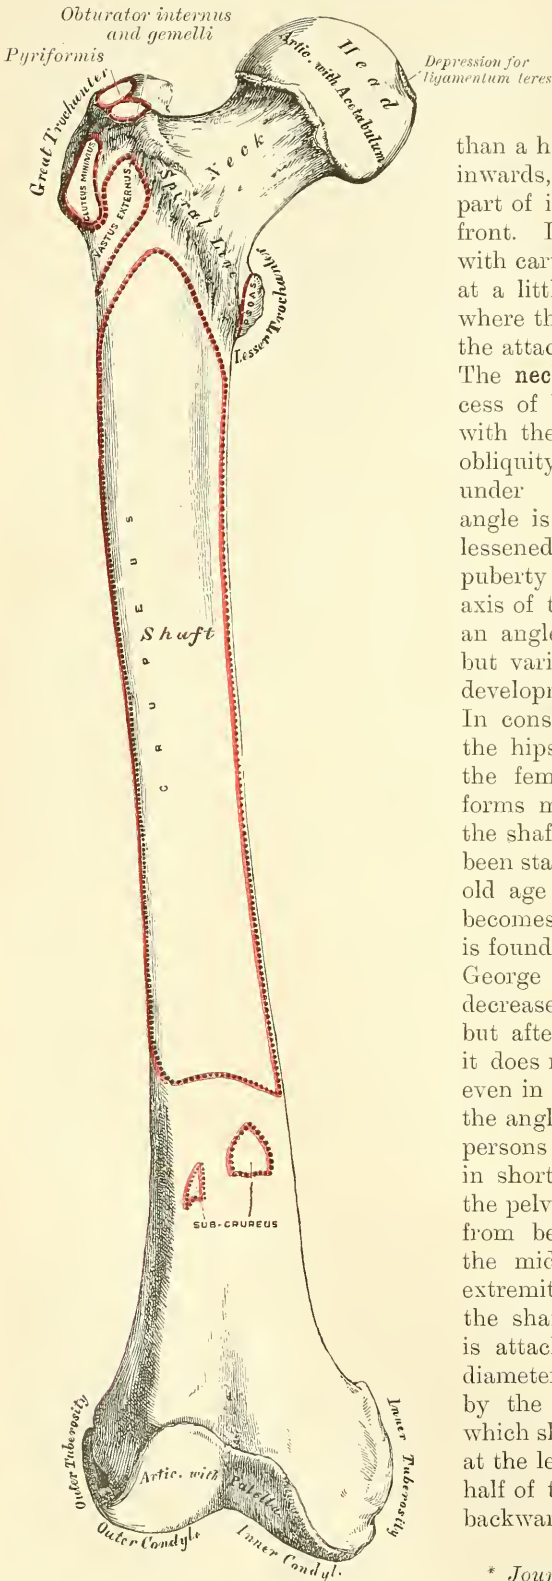 Obturator internus
and gemelli
Pyriformis
Depression for
ligamentum teres
Head
Artic. with Acetabulum
Great Trochanter
Neck
GLUTEUS MINIMUS
VASTUS EXTERNUS
Spiral Line
PSOAS
Lesser Trochanter
Shaft
CRUREUS
SUB-CRUREUS
Outer Tuberosity
Inner Tuberosity
Artic. with Patella
Outer Condyle
Inner Condyl.
than a h
inwards,
part of i
front. I
with car
at a littl
where th
the attac
The nec
cess of
with the
obliquity
under
angle is
lessened
puberty
axis of t
an angle
but vari
develop
In cons
the hips
the fem
forms m
the shaf
been sta
old age
becomes
is found
George
decrease
but afte
it does
even in
the angl
persons
in short
the pelv
from be
the mid
extremit
the sha
is attac
diamete
by the
which sl
at the le
half of t
backwar
* Jour